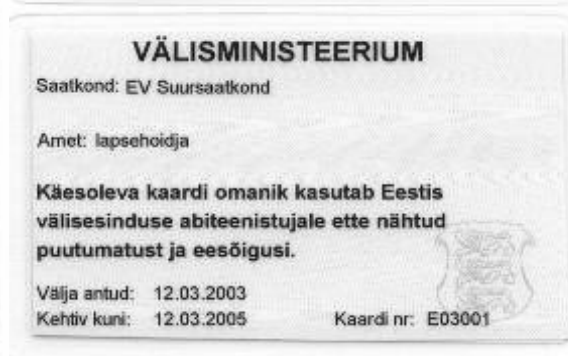 VÄLISMINISTEERIUM
Saatkond: EV Suursaatkond
Amet: lapsehoidja
Käesoleva kaardi omanik kasutab Eestis
välisesinduse abiteenistujale ette nähtud
puutumatust ja eesõigusi.
Välja antud: 12.03.2003
Kehtiv kuni: 12.03.2005 Kaardi nr: E03001